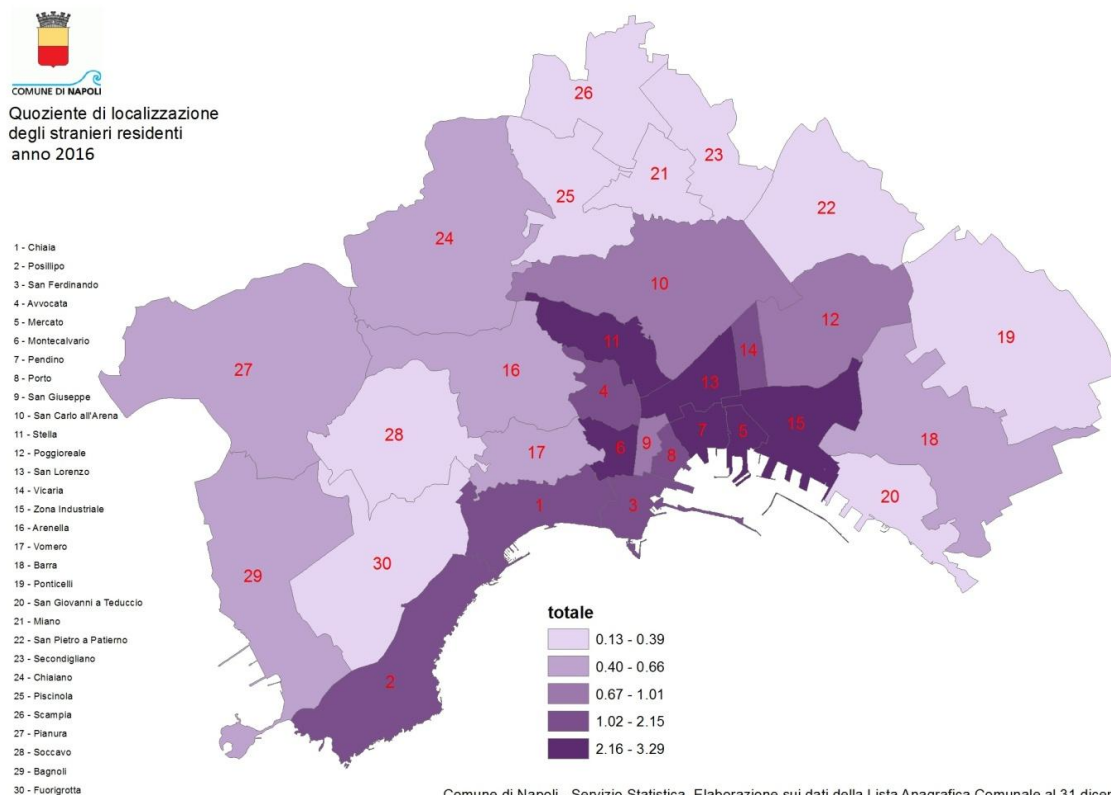 COMUNE DI NAPOLI
Quoziente di localizzazione
degli stranieri residenti
anno 2016
1 - Chiaia
2 - Posillipo
3 - San Ferdinando
4 - Avvocata
5 - Mercato
6 - Montecalvario
7 - Pendino
8 - Porto
9 - San Giuseppe
10 - San Carlo all'Arena
11 - Stella
12 - Poggioreale
13 - San Lorenzo
14 - Vicaria
15 - Zona Industriale
16 - Arenella
17 - Vomero
18 - Barra
19 - Ponticelli
20 - San Giovanni a Teduccio
21 - Miano
22 - San Pietro a Patierno
23 - Secondigliano
24 - Chiaiano
25 - Piscinola
26 - Scampia
27 - Pianura
28 - Soccavo
29 - Bagnoli
30 - Fuorigrotta
26
23
21
25
22
24
10
12
19
11
14
27
16
13
4
15
28
6
9
7
5
18
17
8
20
1
3
30
29
2
totale
0.13 - 0.39
0.40 - 0.66
0.67 - 1.01
1.02 - 2.15
2.16 - 3.29
Comune di Napoli - Servizio Statistica. Elaborazione sui dati della Lista Anagrafica Comunale al 31 dicem